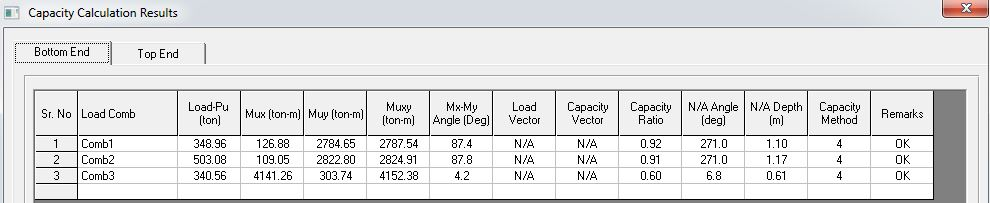 Capacity Calculation Results
Bottom End Top End
Sr. No Load Comb Load-Pu (ton) Mux (ton-m) Muy (ton-m) Muxy (ton-m) Mx-My Angle (Deg) Load Vector Capacity Vector Capacity Ratio N/A Angle (deg) N/A Depth (m) Capacity Method Remarks
1 Comb1 348.96 126.88 2784.65 2787.54 87.4 N/A N/A 0.92 271.0 1.10 4 OK
2 Comb2 503.08 109.05 2822.80 2824.91 87.8 N/A N/A 0.91 271.0 1.17 4 OK
3 Comb3 340.56 4141.26 303.74 4152.38 4.2 N/A N/A 0.60 6.8 0.61 4 OK